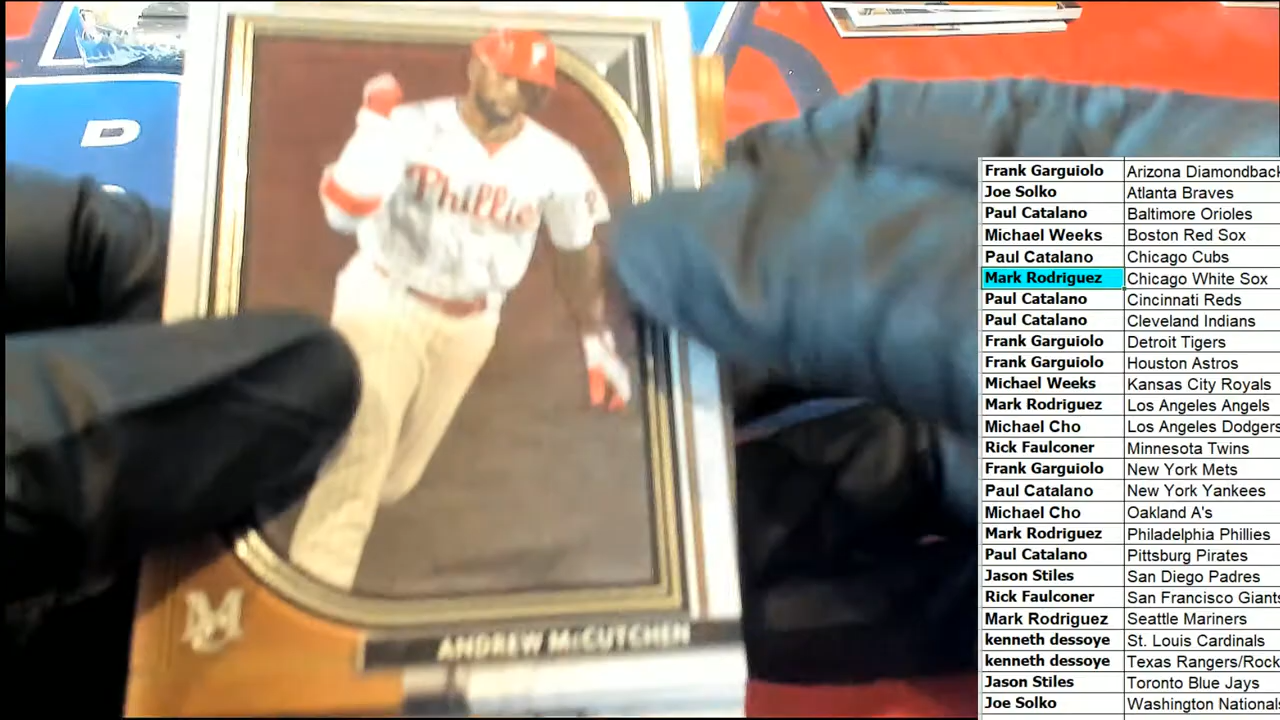 D
P
Phillies
M
ANDREW McCUTCHEN
Frank Garguiolo Arizona Diamondback
Joe Solko Atlanta Braves
Paul Catalano Baltimore Orioles
Michael Weeks Boston Red Sox
Paul Catalano Chicago Cubs
Mark Rodriguez Chicago White Sox
Paul Catalano Cincinnati Reds
Paul Catalano Cleveland Indians
Frank Garguiolo Detroit Tigers
Frank Garguiolo Houston Astros
Michael Weeks Kansas City Royals
Mark Rodriguez Los Angeles Angels
Michael Cho Los Angeles Dodgers
Rick Faulconer Minnesota Twins
Frank Garguiolo New York Mets
Paul Catalano New York Yankees
Michael Cho Oakland A's
Mark Rodriguez Philadelphia Phillies
Paul Catalano Pittsburg Pirates
Jason Stiles San Diego Padres
Rick Faulconer San Francisco Giants
Mark Rodriguez Seattle Mariners
kenneth dessoye St. Louis Cardinals
kenneth dessoye Texas Rangers/Rock
Jason Stiles Toronto Blue Jays
Joe Solko Washington National